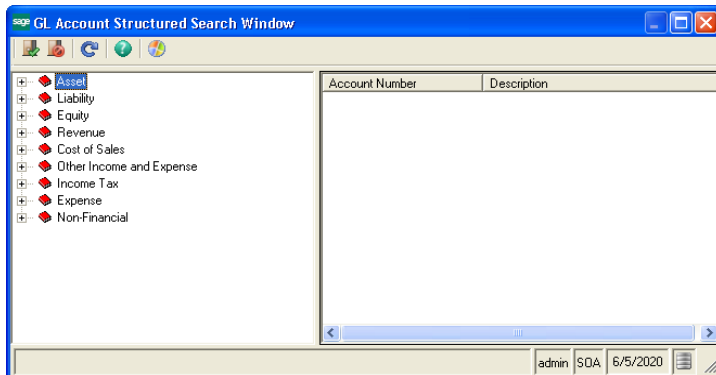 sage GL Account Structured Search Window
Asset
Liability
Equity
Revenue
Cost of Sales
Other Income and Expense
Income Tax
Expense
Non-Financial
Account Number Description
admin SOA 6/5/2020